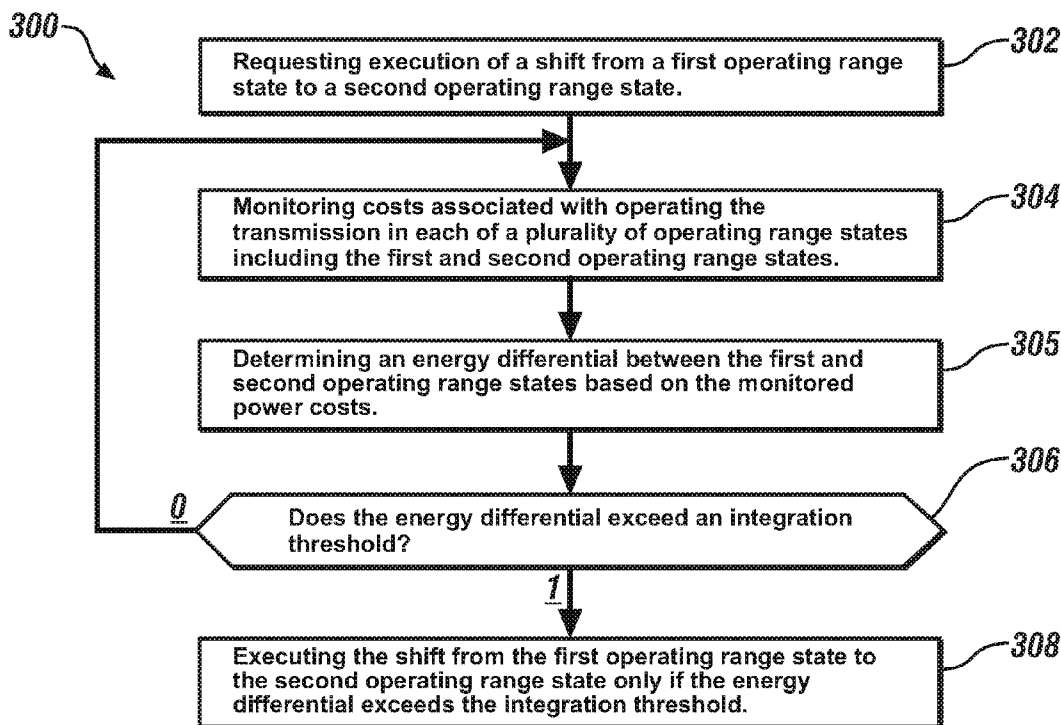 300
302
Requesting execution of a shift from a first operating range
state to a second operating range state.
304
Monitoring costs associated with operating the
transmission in each of a plurality of operating range states
including the first and second operating range states.
305
Determining an energy differential between the first and
second operating range states based on the monitored
power costs.
306
0
Does the energy differential exceed an integration
threshold?
1
308
Executing the shift from the first operating range state to
the second operating range state only if the energy
differential exceeds the integration threshold.